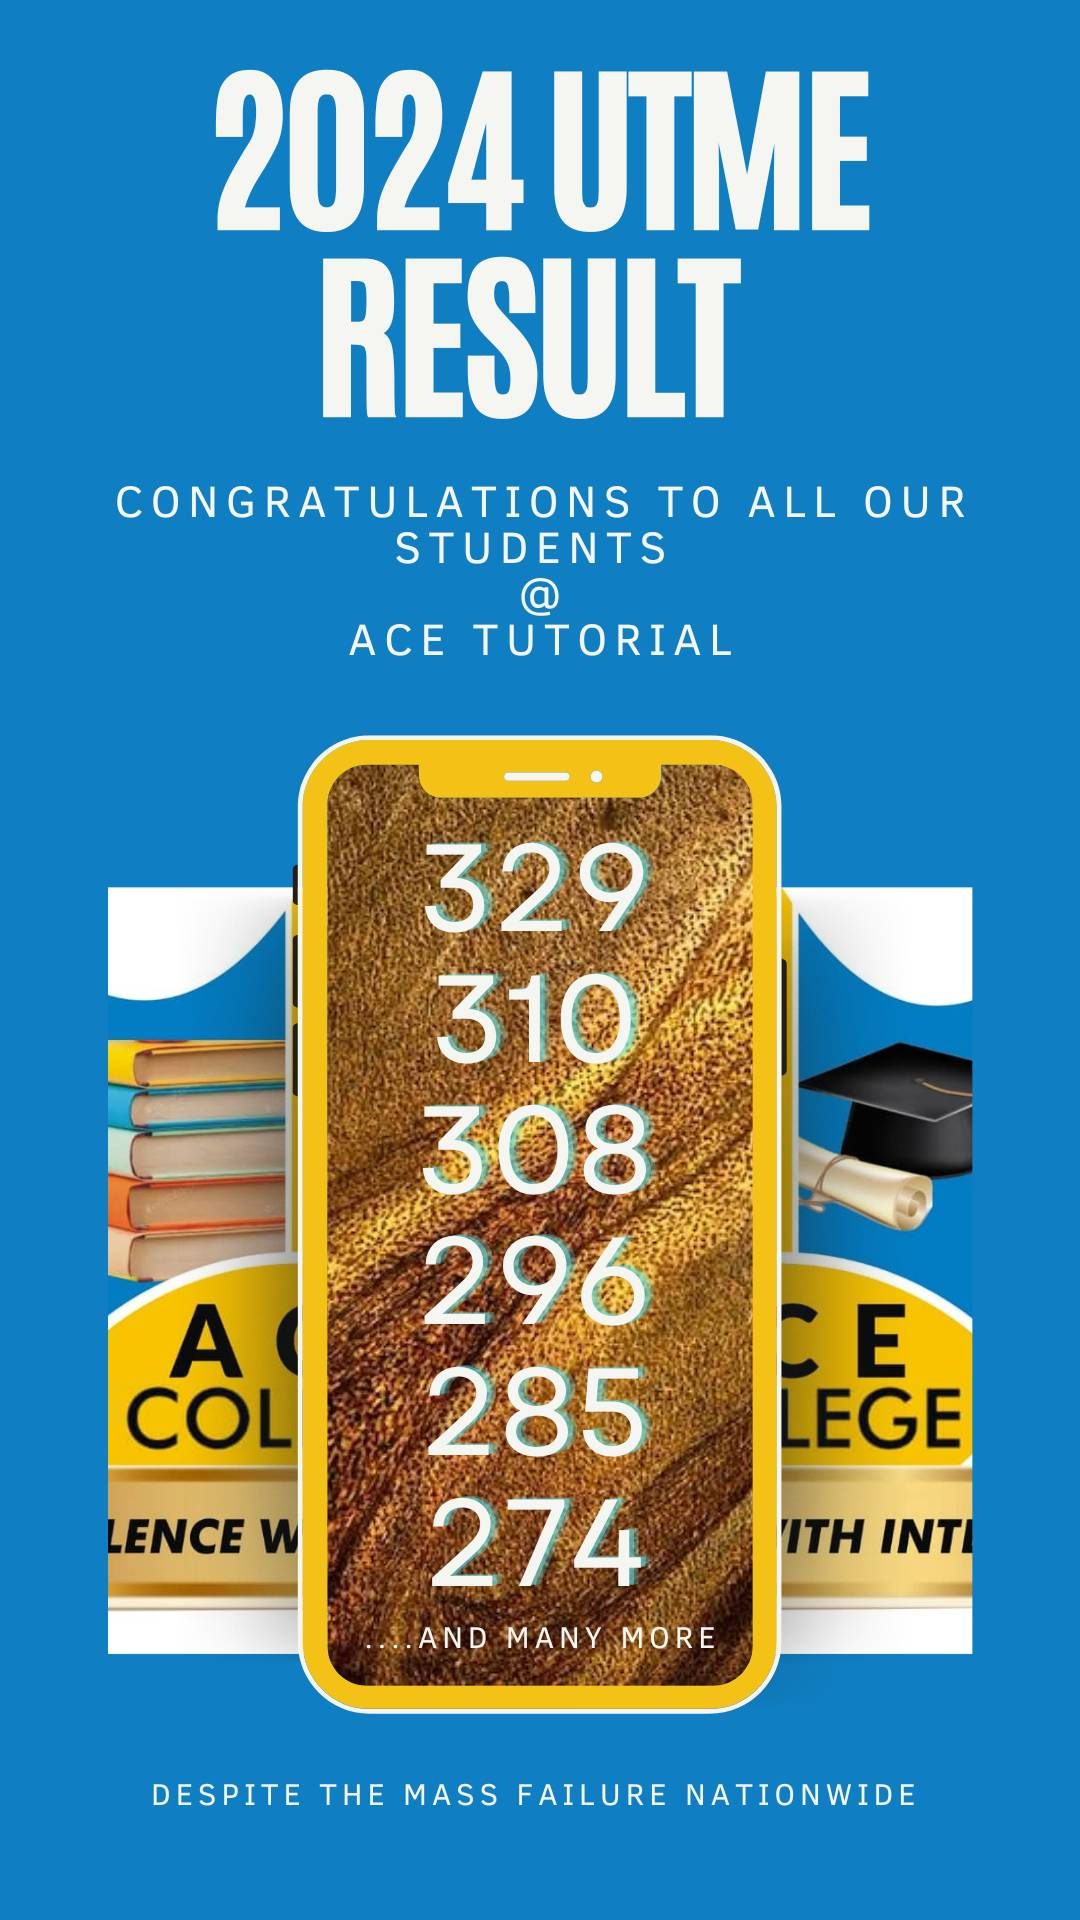 2024 UTME
RESULT
CONGRATULATIONS TO ALL OUR
STUDENTS
@
ACE TUTORIAL
329
310
308
296
285
274
....AND MANY MORE
A CE
COL LEGE
LENCE W ITH INTE
DESPITE THE MASS FAILURE NATIONWIDE